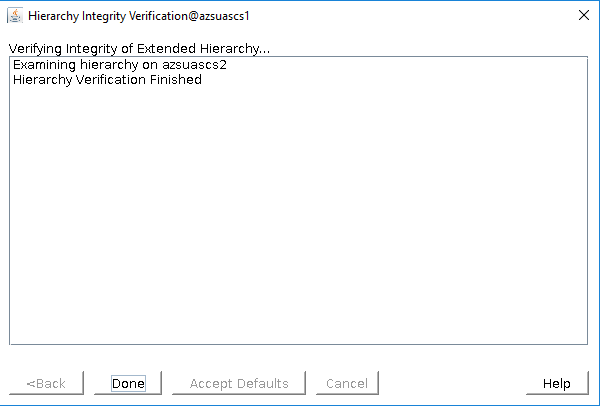 Hierarchy Integrity Verification@azsuascs1
Verifying Integrity of Extended Hierarchy...
Examining hierarchy on azsuascs2
Hierarchy Verification Finished
<Back Done Accept Defaults Cancel Help